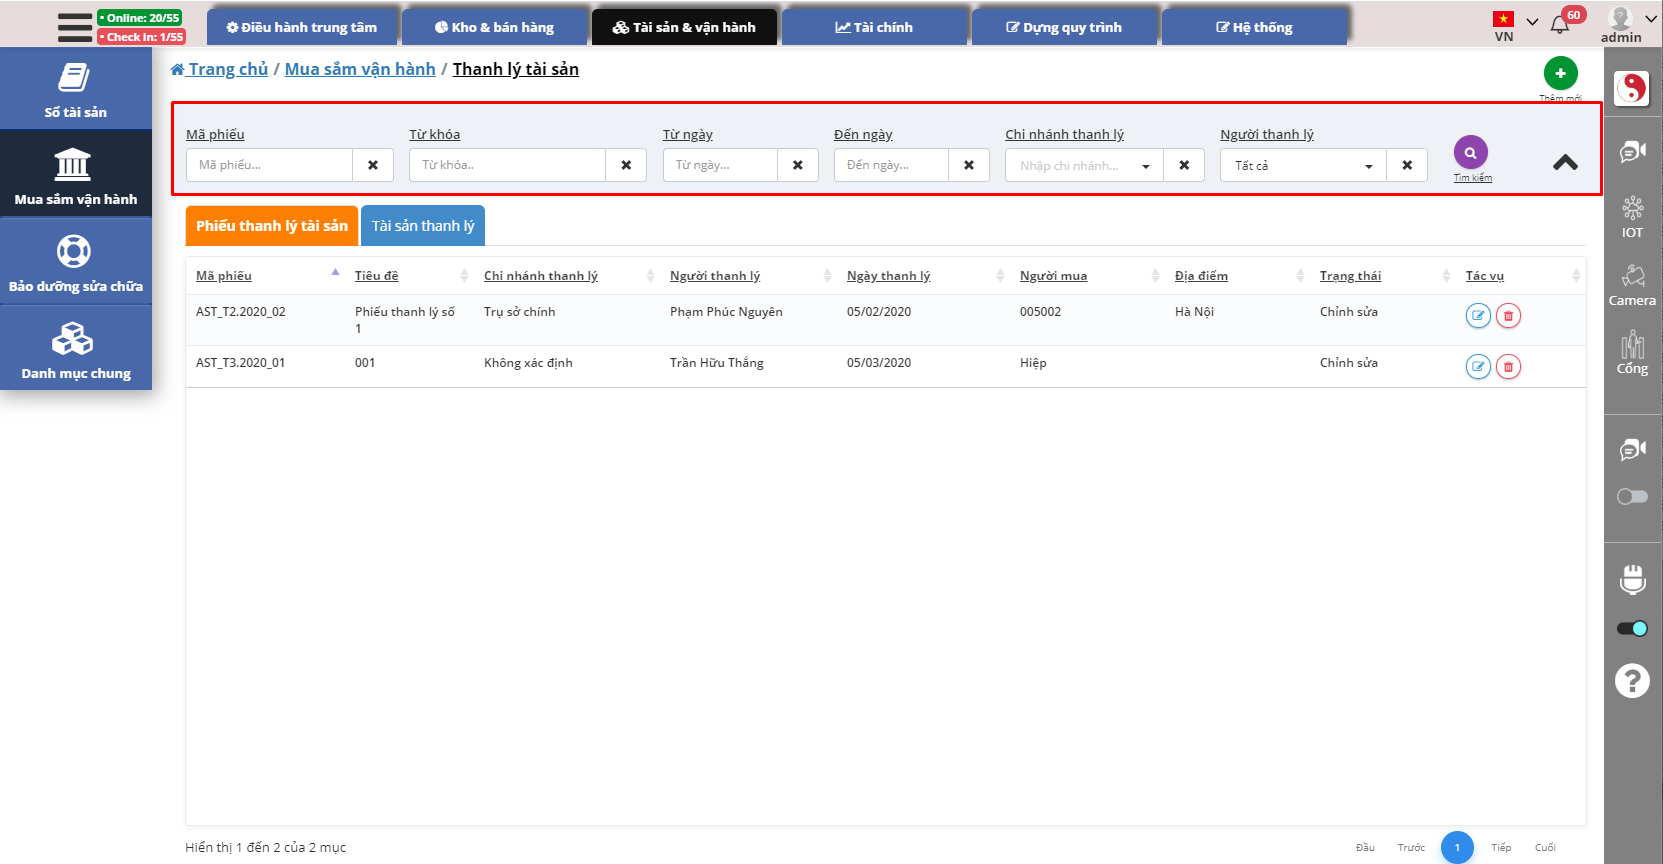 Online: 20/55
Check in: 1/55
Điều hành trung tâm
Kho & bán hàng
Tài sản & vận hành
Tài chính
Dựng quy trình
Hệ thống
VN
60
admin
Sổ tài sản
Mua sắm vận hành
Bảo dưỡng sửa chữa
Danh mục chung
Trang chủ / Mua sắm vận hành / Thanh lý tài sản
Thêm mới
Mã phiếu Từ khóa Từ ngày Đến ngày Chi nhánh thanh lý Người thanh lý
Mã phiếu... Từ khóa.. Từ ngày... Đến ngày... Nhập chi nhánh... Tất cả
Tìm kiếm
Phiếu thanh lý tài sản Tài sản thanh lý
Mã phiếu Tiêu đề Chi nhánh thanh lý Người thanh lý Ngày thanh lý Người mua Địa điểm Trạng thái Tác vụ
AST_T2.2020_02 Phiếu thanh lý số 1 Trụ sở chính Phạm Phúc Nguyên 05/02/2020 005002 Hà Nội Chỉnh sửa
AST_T3.2020_01 001 Không xác định Trần Hữu Thắng 05/03/2020 Hiệp Chỉnh sửa
Hiển thị 1 đến 2 của 2 mục
Đầu Trước 1 Tiếp Cuối
IOT
Camera
Cổng